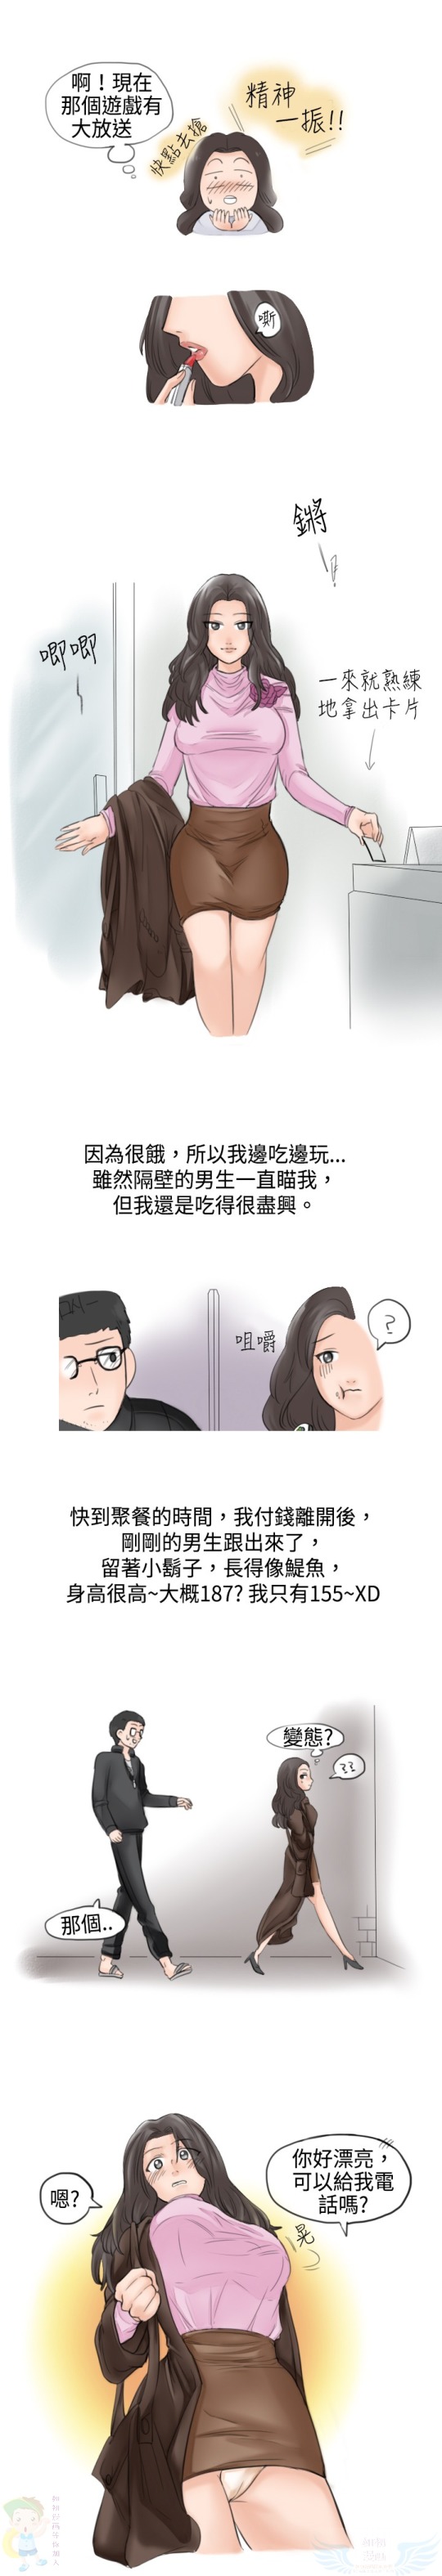 啊！現在
那個遊戲有
大放送
快點去搶
精神
一振!!
嘶
鏘
唧唧
一來就熟練
地拿出卡片
因為很餓，所以我邊吃邊玩...
雖然隔壁的男生一直瞄我，
但我還是吃得很盡興。
咀嚼
?
快到聚餐的時間，我付錢離開後，
剛剛的男生跟出來了，
留著小鬍子，長得像鯷魚，
身高很高~大概187? 我只有155~XD
變態?
??
那個..
你好漂亮，
可以給我電
話嗎?
嗯?
晃